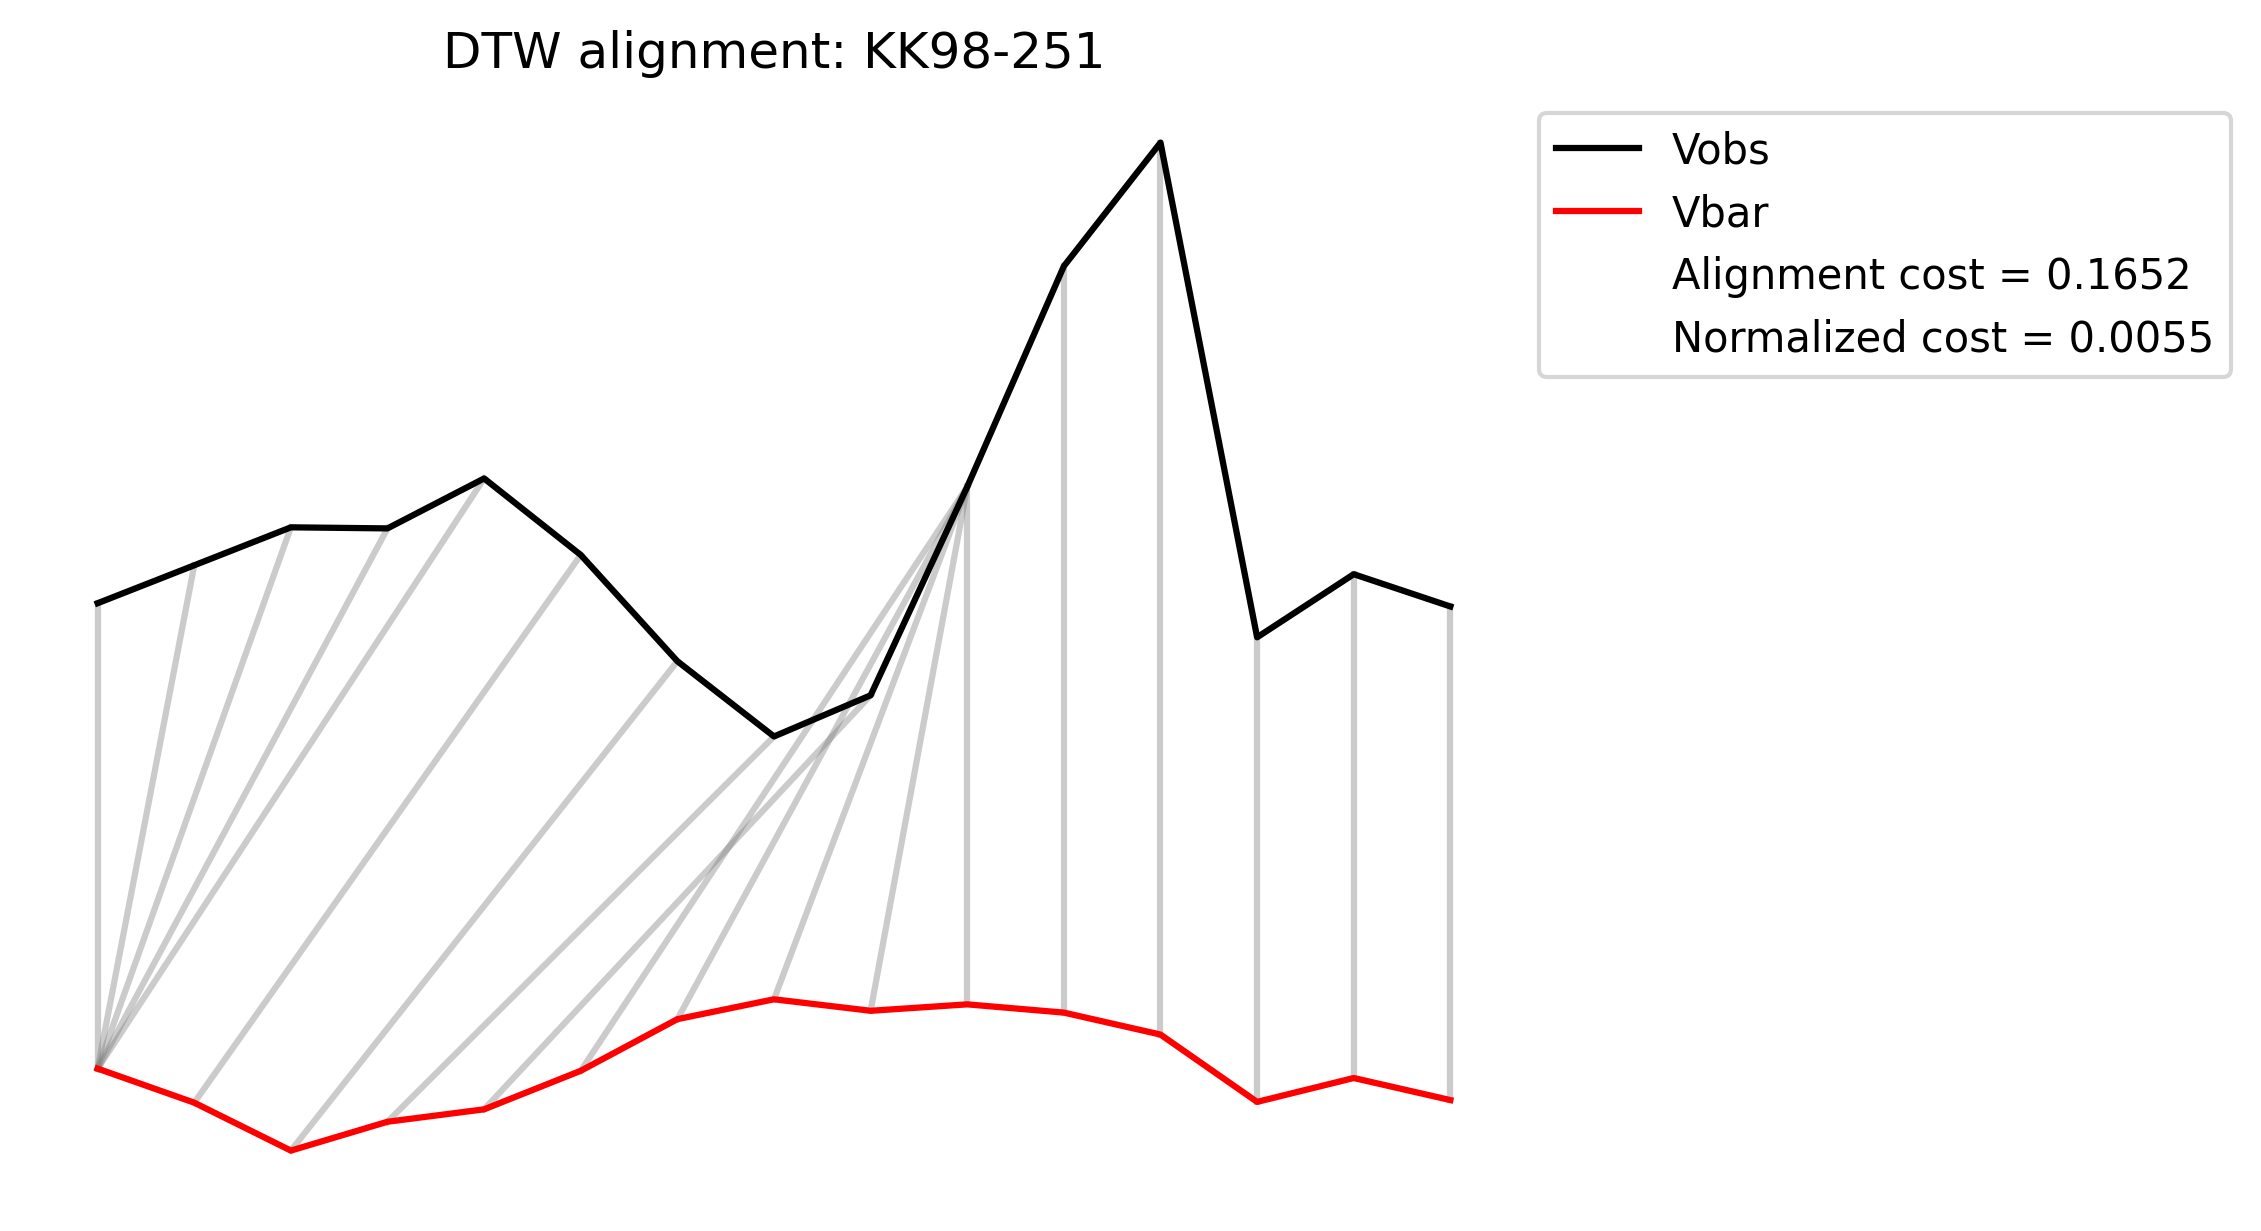 DTW alignment: KK98-251
Vobs
Vbar
Alignment cost = 0.1652
Normalized cost = 0.0055